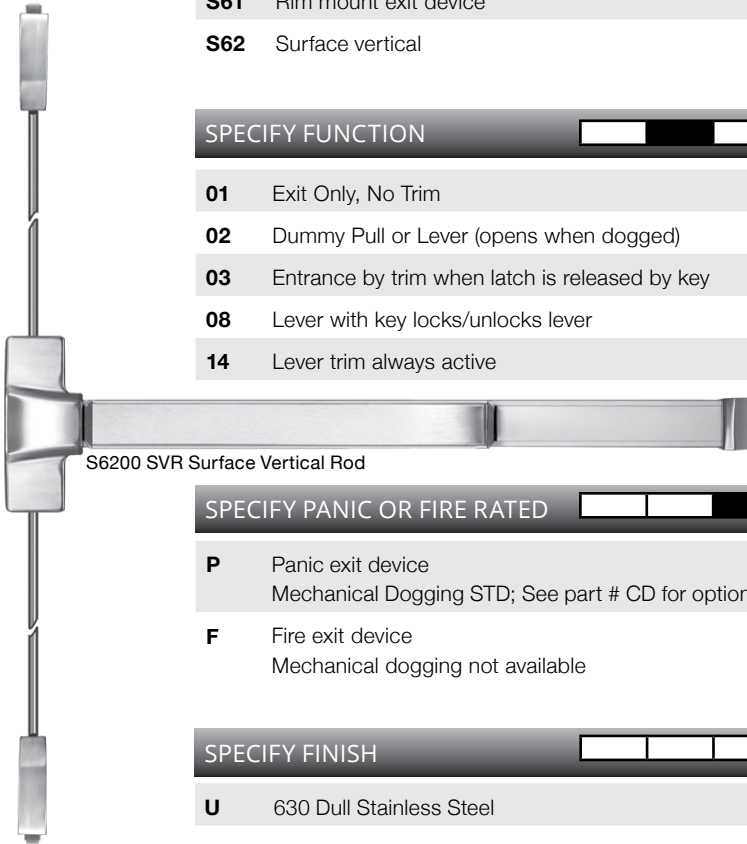 S61 Rim mount exit device
S62 Surface vertical
SPECIFY FUNCTION
01 Exit Only, No Trim
02 Dummy Pull or Lever (opens when dogged)
03 Entrance by trim when latch is released by key
08 Lever with key locks/unlocks lever
14 Lever trim always active
S6200 SVR Surface Vertical Rod
SPECIFY PANIC OR FIRE RATED
P Panic exit device
Mechanical Dogging STD; See part # CD for option
F Fire exit device
Mechanical dogging not available
SPECIFY FINISH
U 630 Dull Stainless Steel